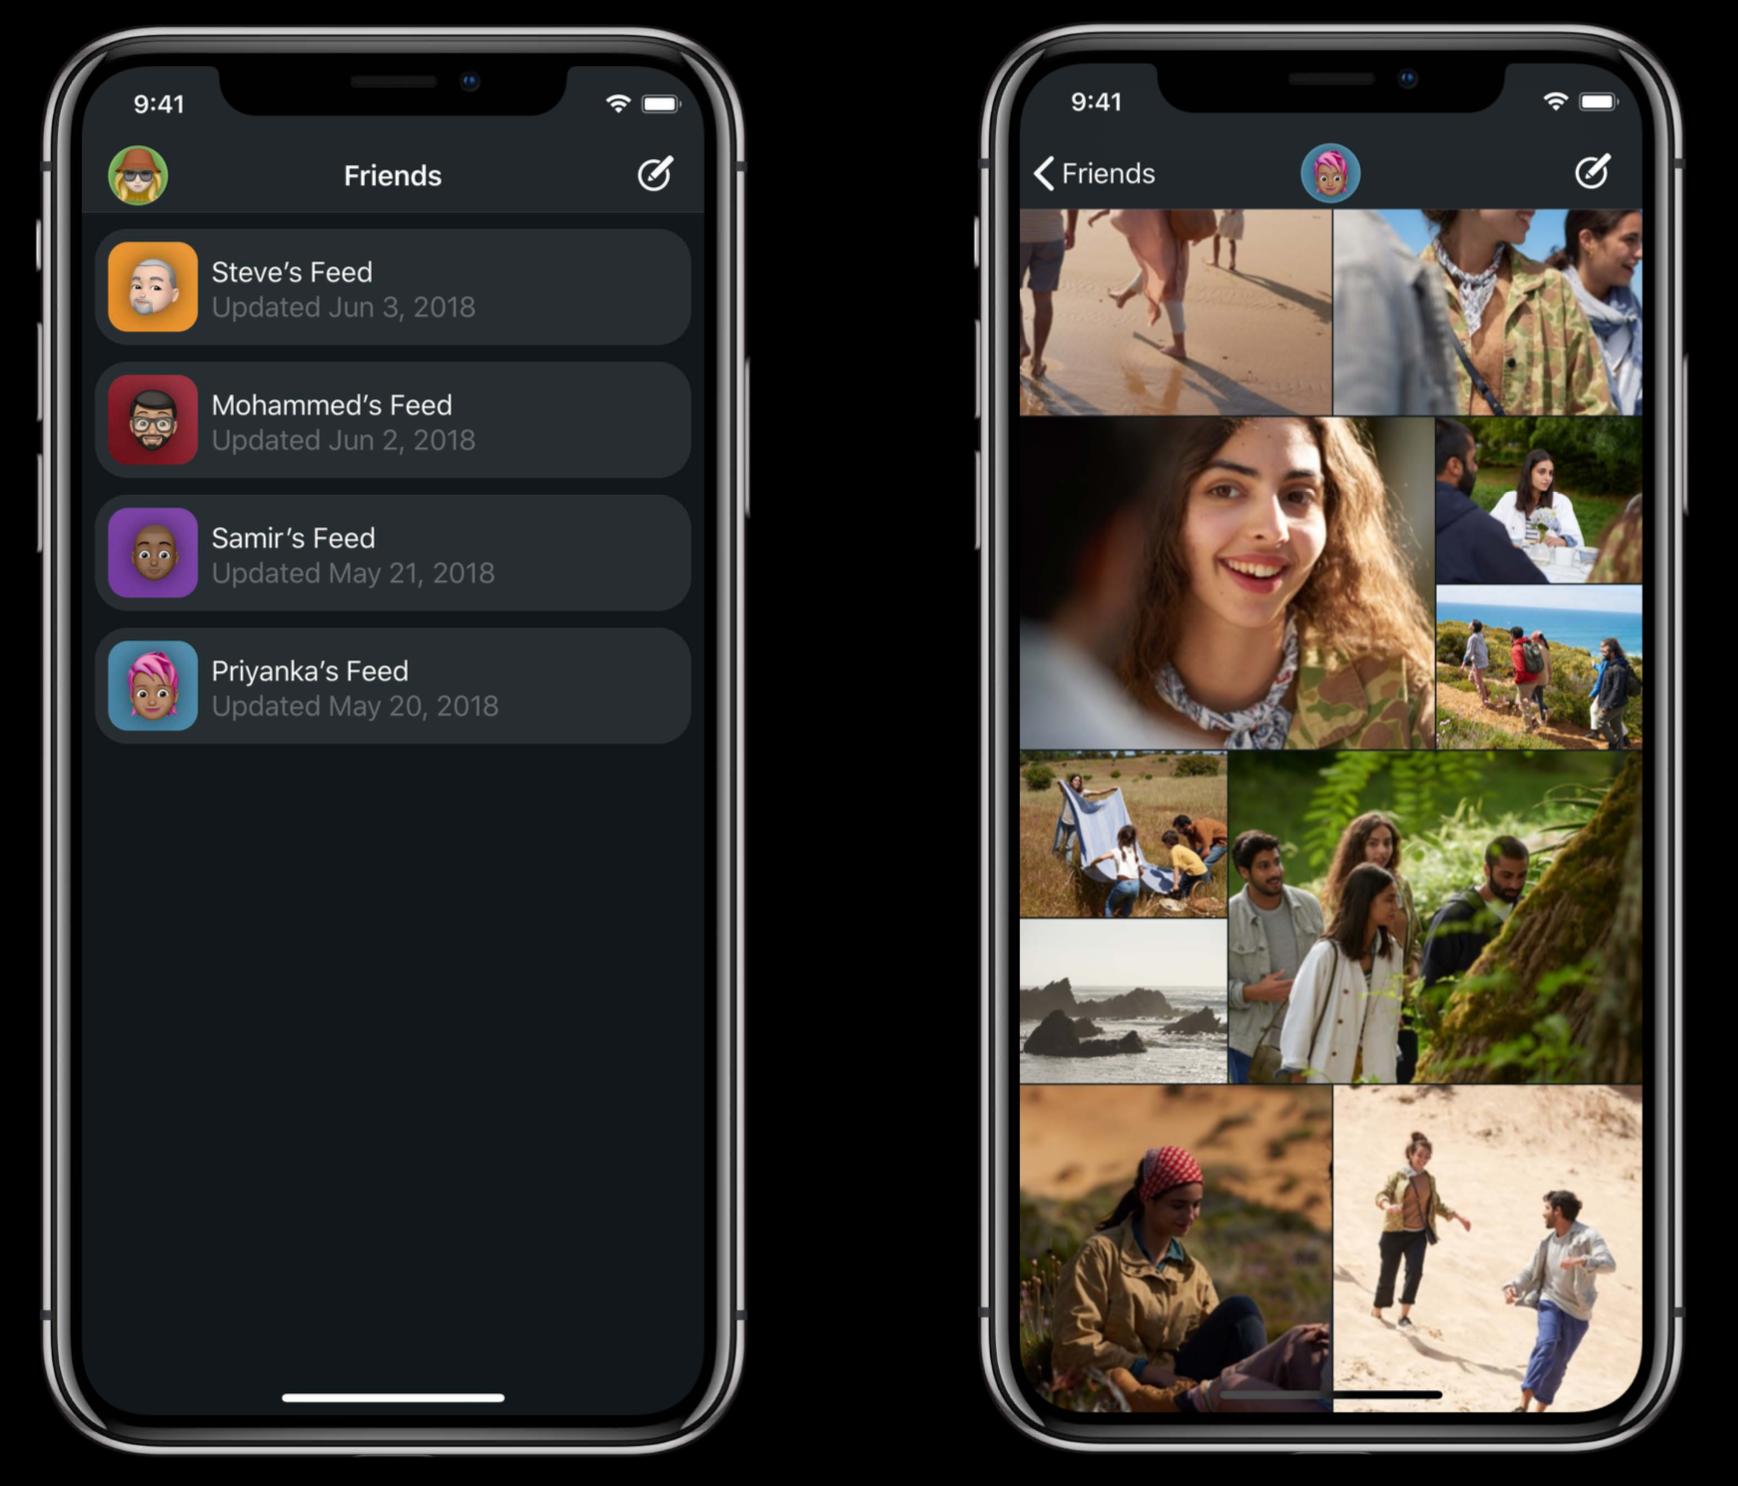 9:41
Friends
Steve’s Feed
Updated Jun 3, 2018
Mohammed’s Feed
Updated Jun 2, 2018
Samir’s Feed
Updated May 21, 2018
Priyanka’s Feed
Updated May 20, 2018
9:41
Friends